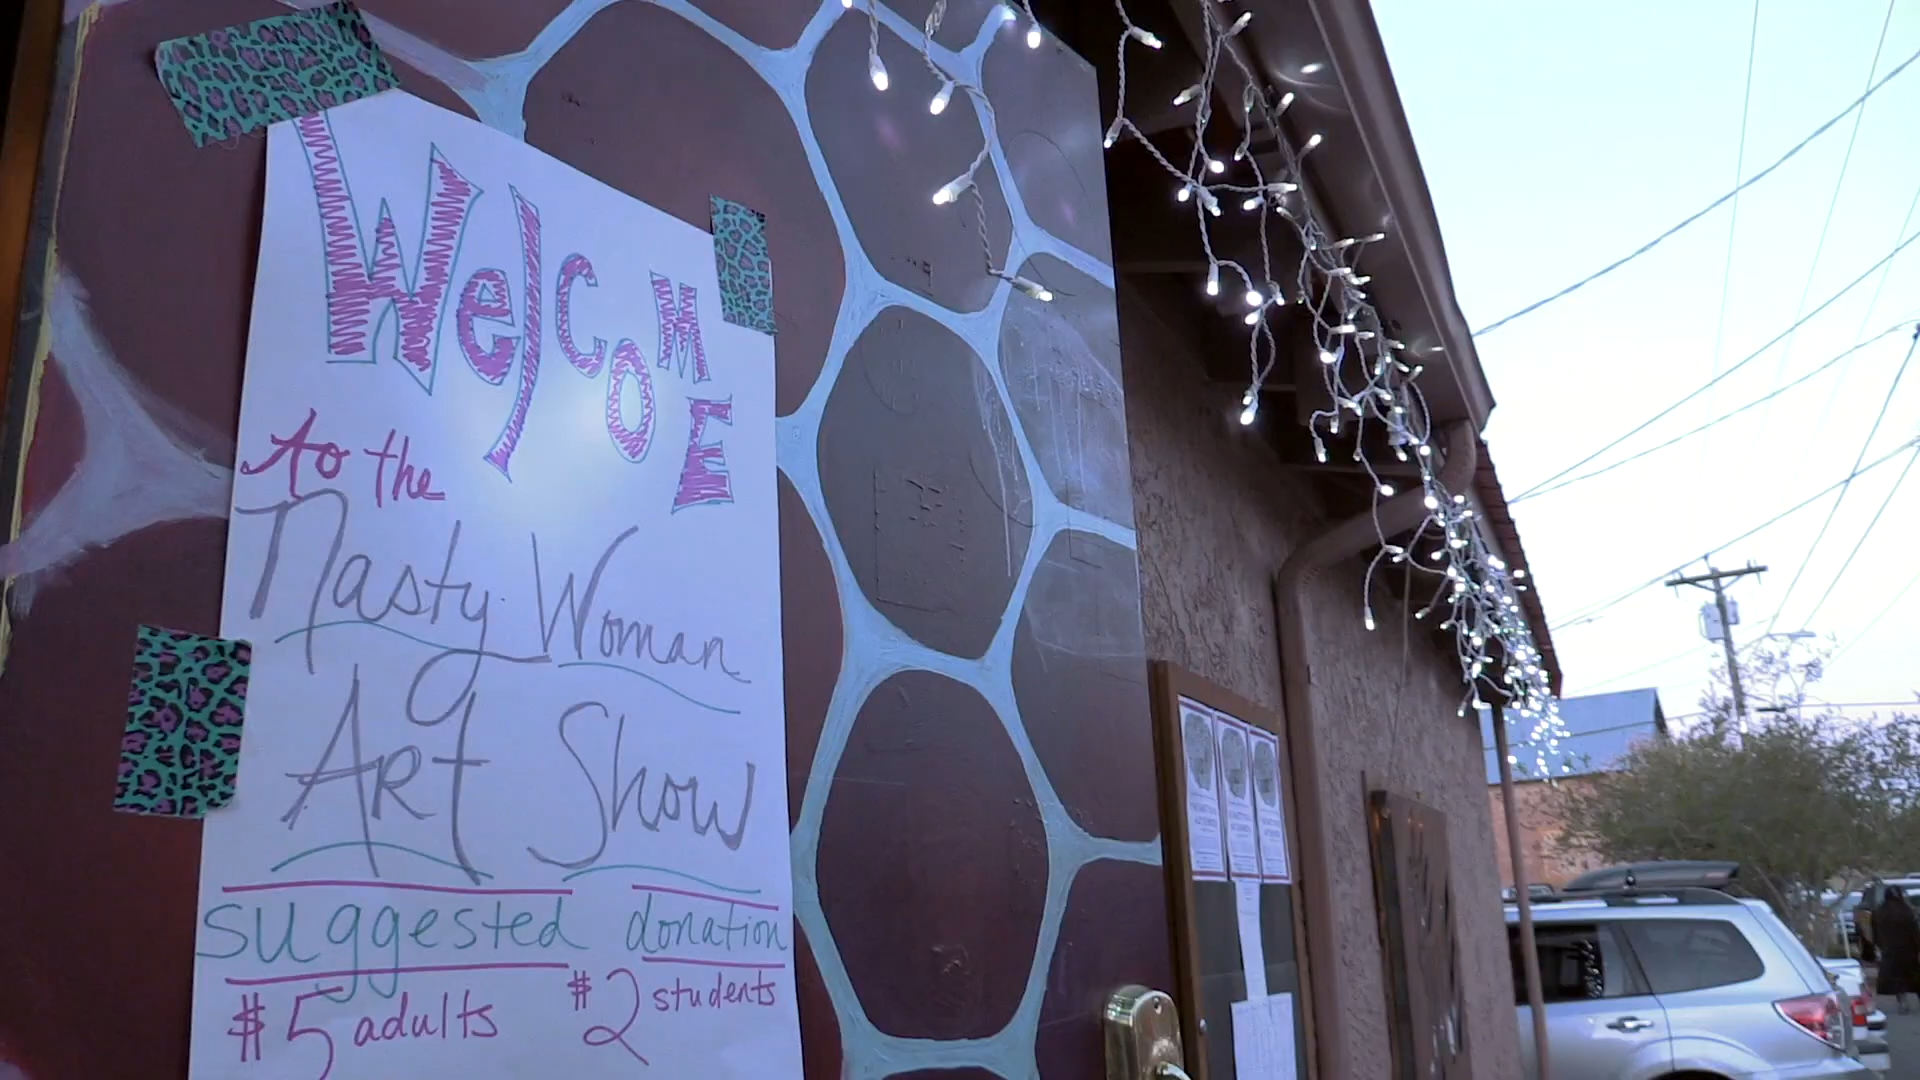 Welcome
to the
Nasty Woman
Art Show
suggested donation
$5 adults $2 students